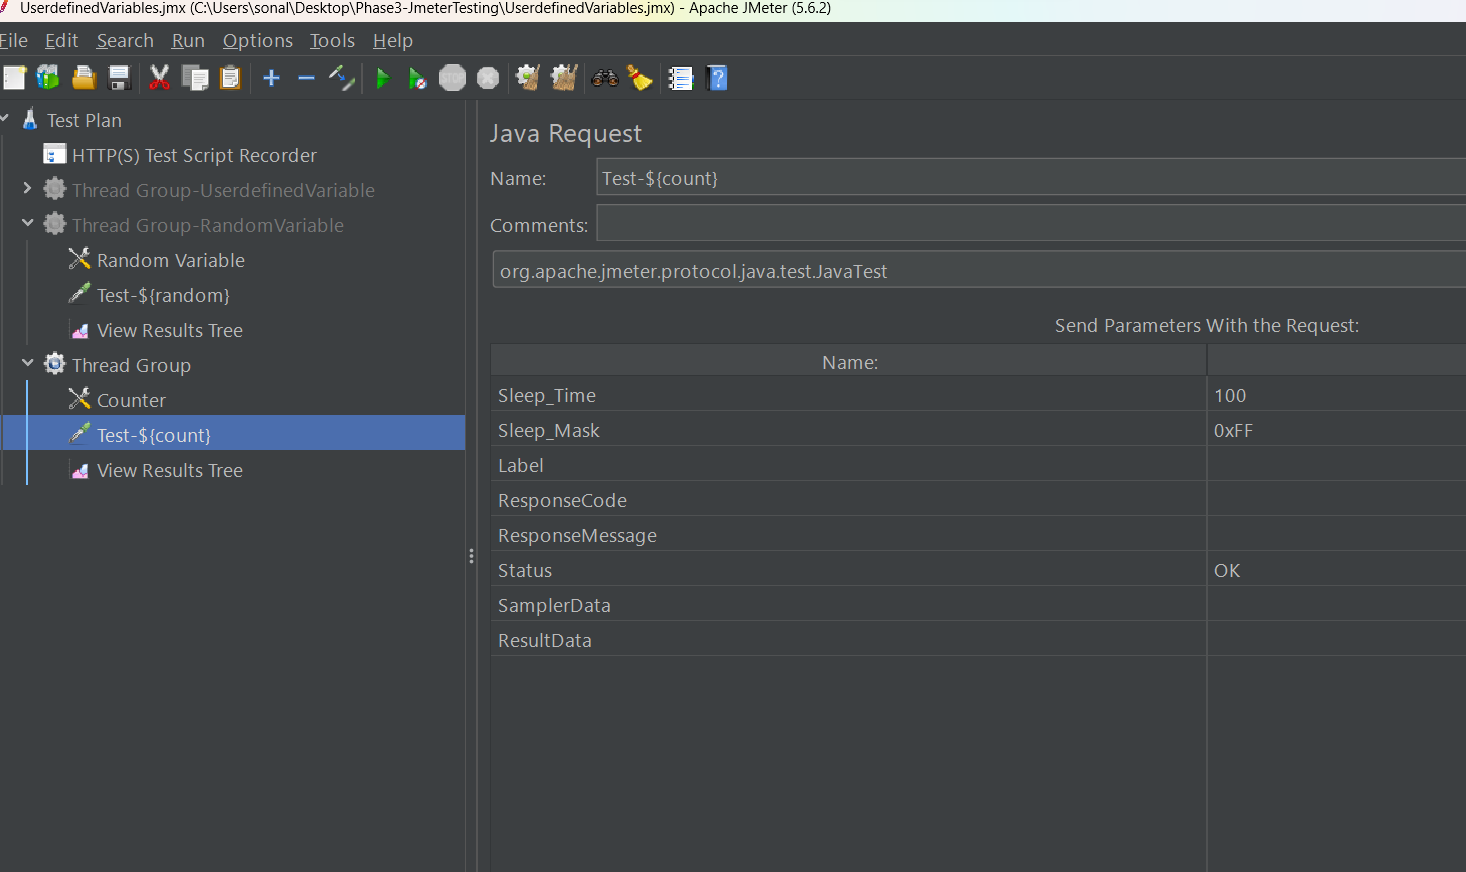 UserdefinedVariables.jmx (C:\Users\sonal\Desktop\Phase3-JmeterTesting\UserdefinedVariables.jmx) - Apache JMeter (5.6.2)
File Edit Search Run Options Tools Help
STOP
Test Plan
HTTP(S) Test Script Recorder
Thread Group-UserdefinedVariable
Thread Group-RandomVariable
Random Variable
Test-${random}
View Results Tree
Thread Group
Counter
Test-${count}
View Results Tree
Java Request
Name: Test-${count}
Comments:
org.apache.jmeter.protocol.java.test.JavaTest
Send Parameters With the Request:
Name:
Sleep_Time 100
Sleep_Mask 0xFF
Label
ResponseCode
ResponseMessage
Status OK
SamplerData
ResultData